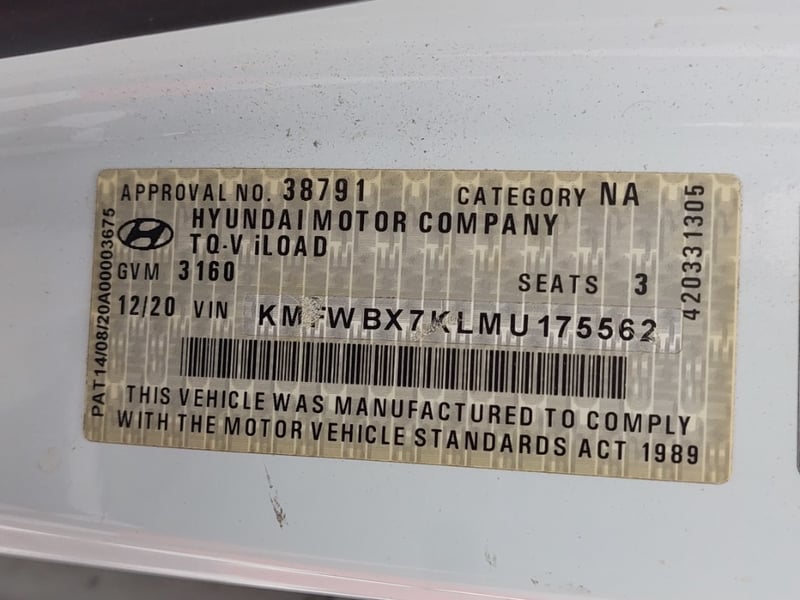 APPROVAL NO. 38791 CATEGORY NA
HYUNDAI MOTOR COMPANY
TQ-V iLOAD
GVM 3160 SEATS 3
12/20 VIN KMFWBX7KLMU175562
THIS VEHICLE WAS MANUFACTURED TO COMPLY
WITH THE MOTOR VEHICLE STANDARDS ACT 1989
PAT14/08/20A00003675
420331305